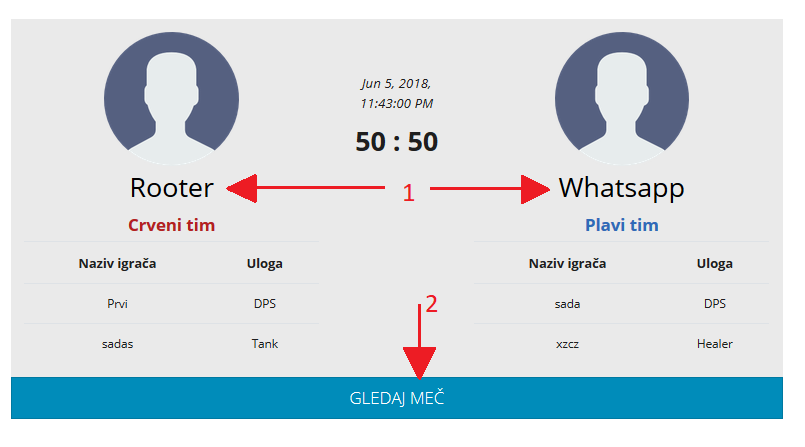 Jun 5, 2018,
11:43:00 PM
50 : 50
Rooter 1 Whatsapp
Crveni tim Plavi tim
Naziv igrača Uloga Naziv igrača Uloga
Prvi DPS 2 sada DPS
sadas Tank xzcz Healer
GLEDAJ MEČ